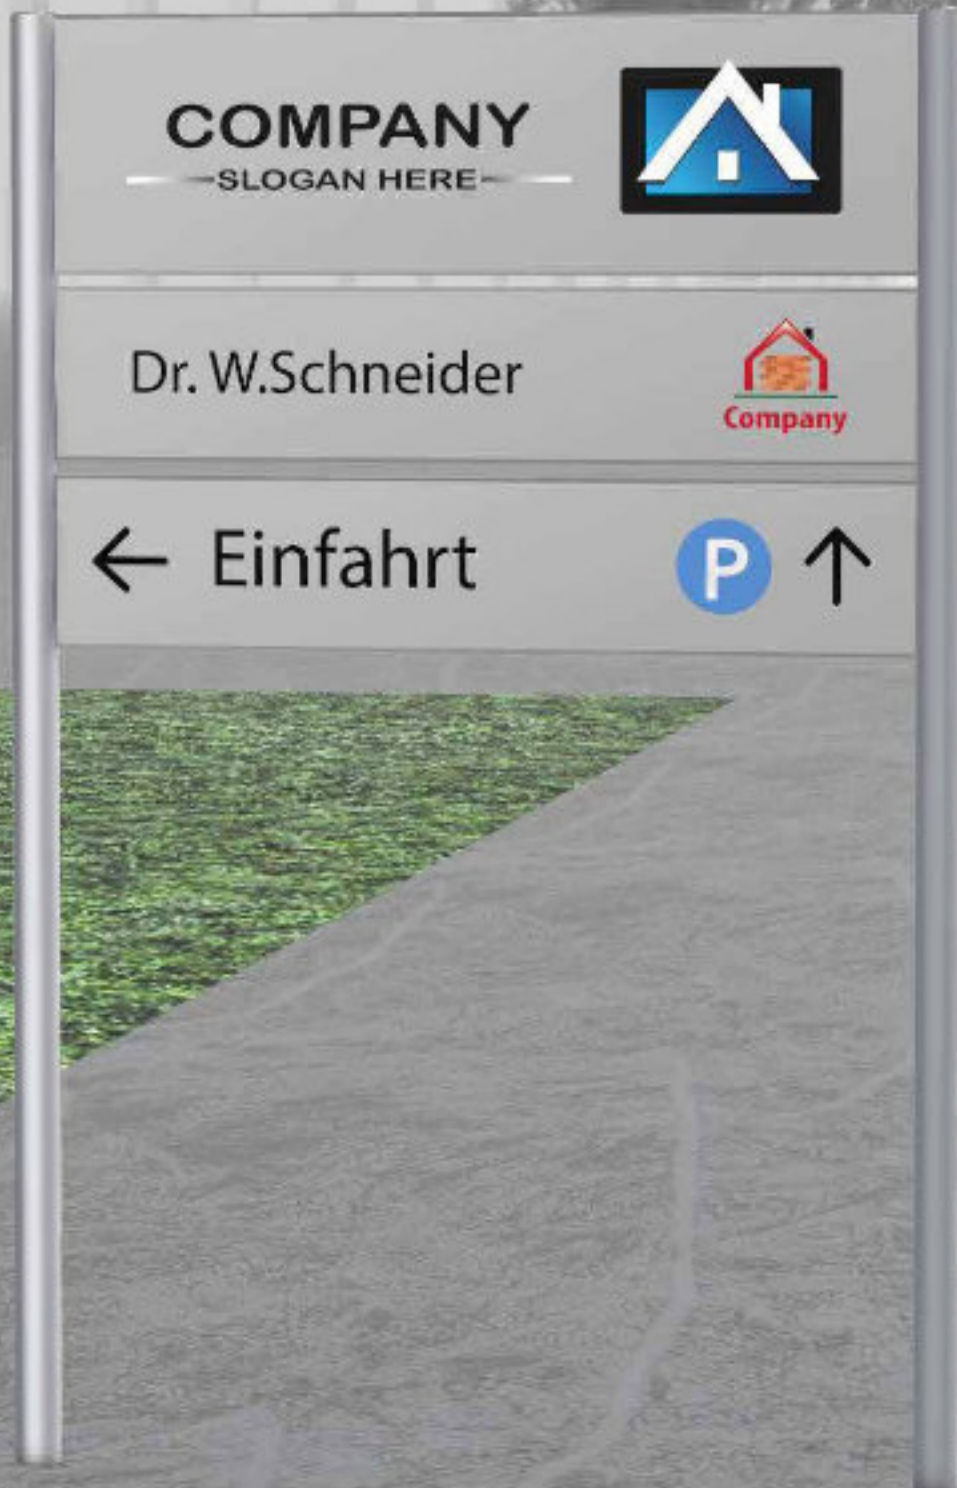 COMPANY
SLOGAN HERE
Dr. W.Schneider
Company
← Einfahrt P ↑